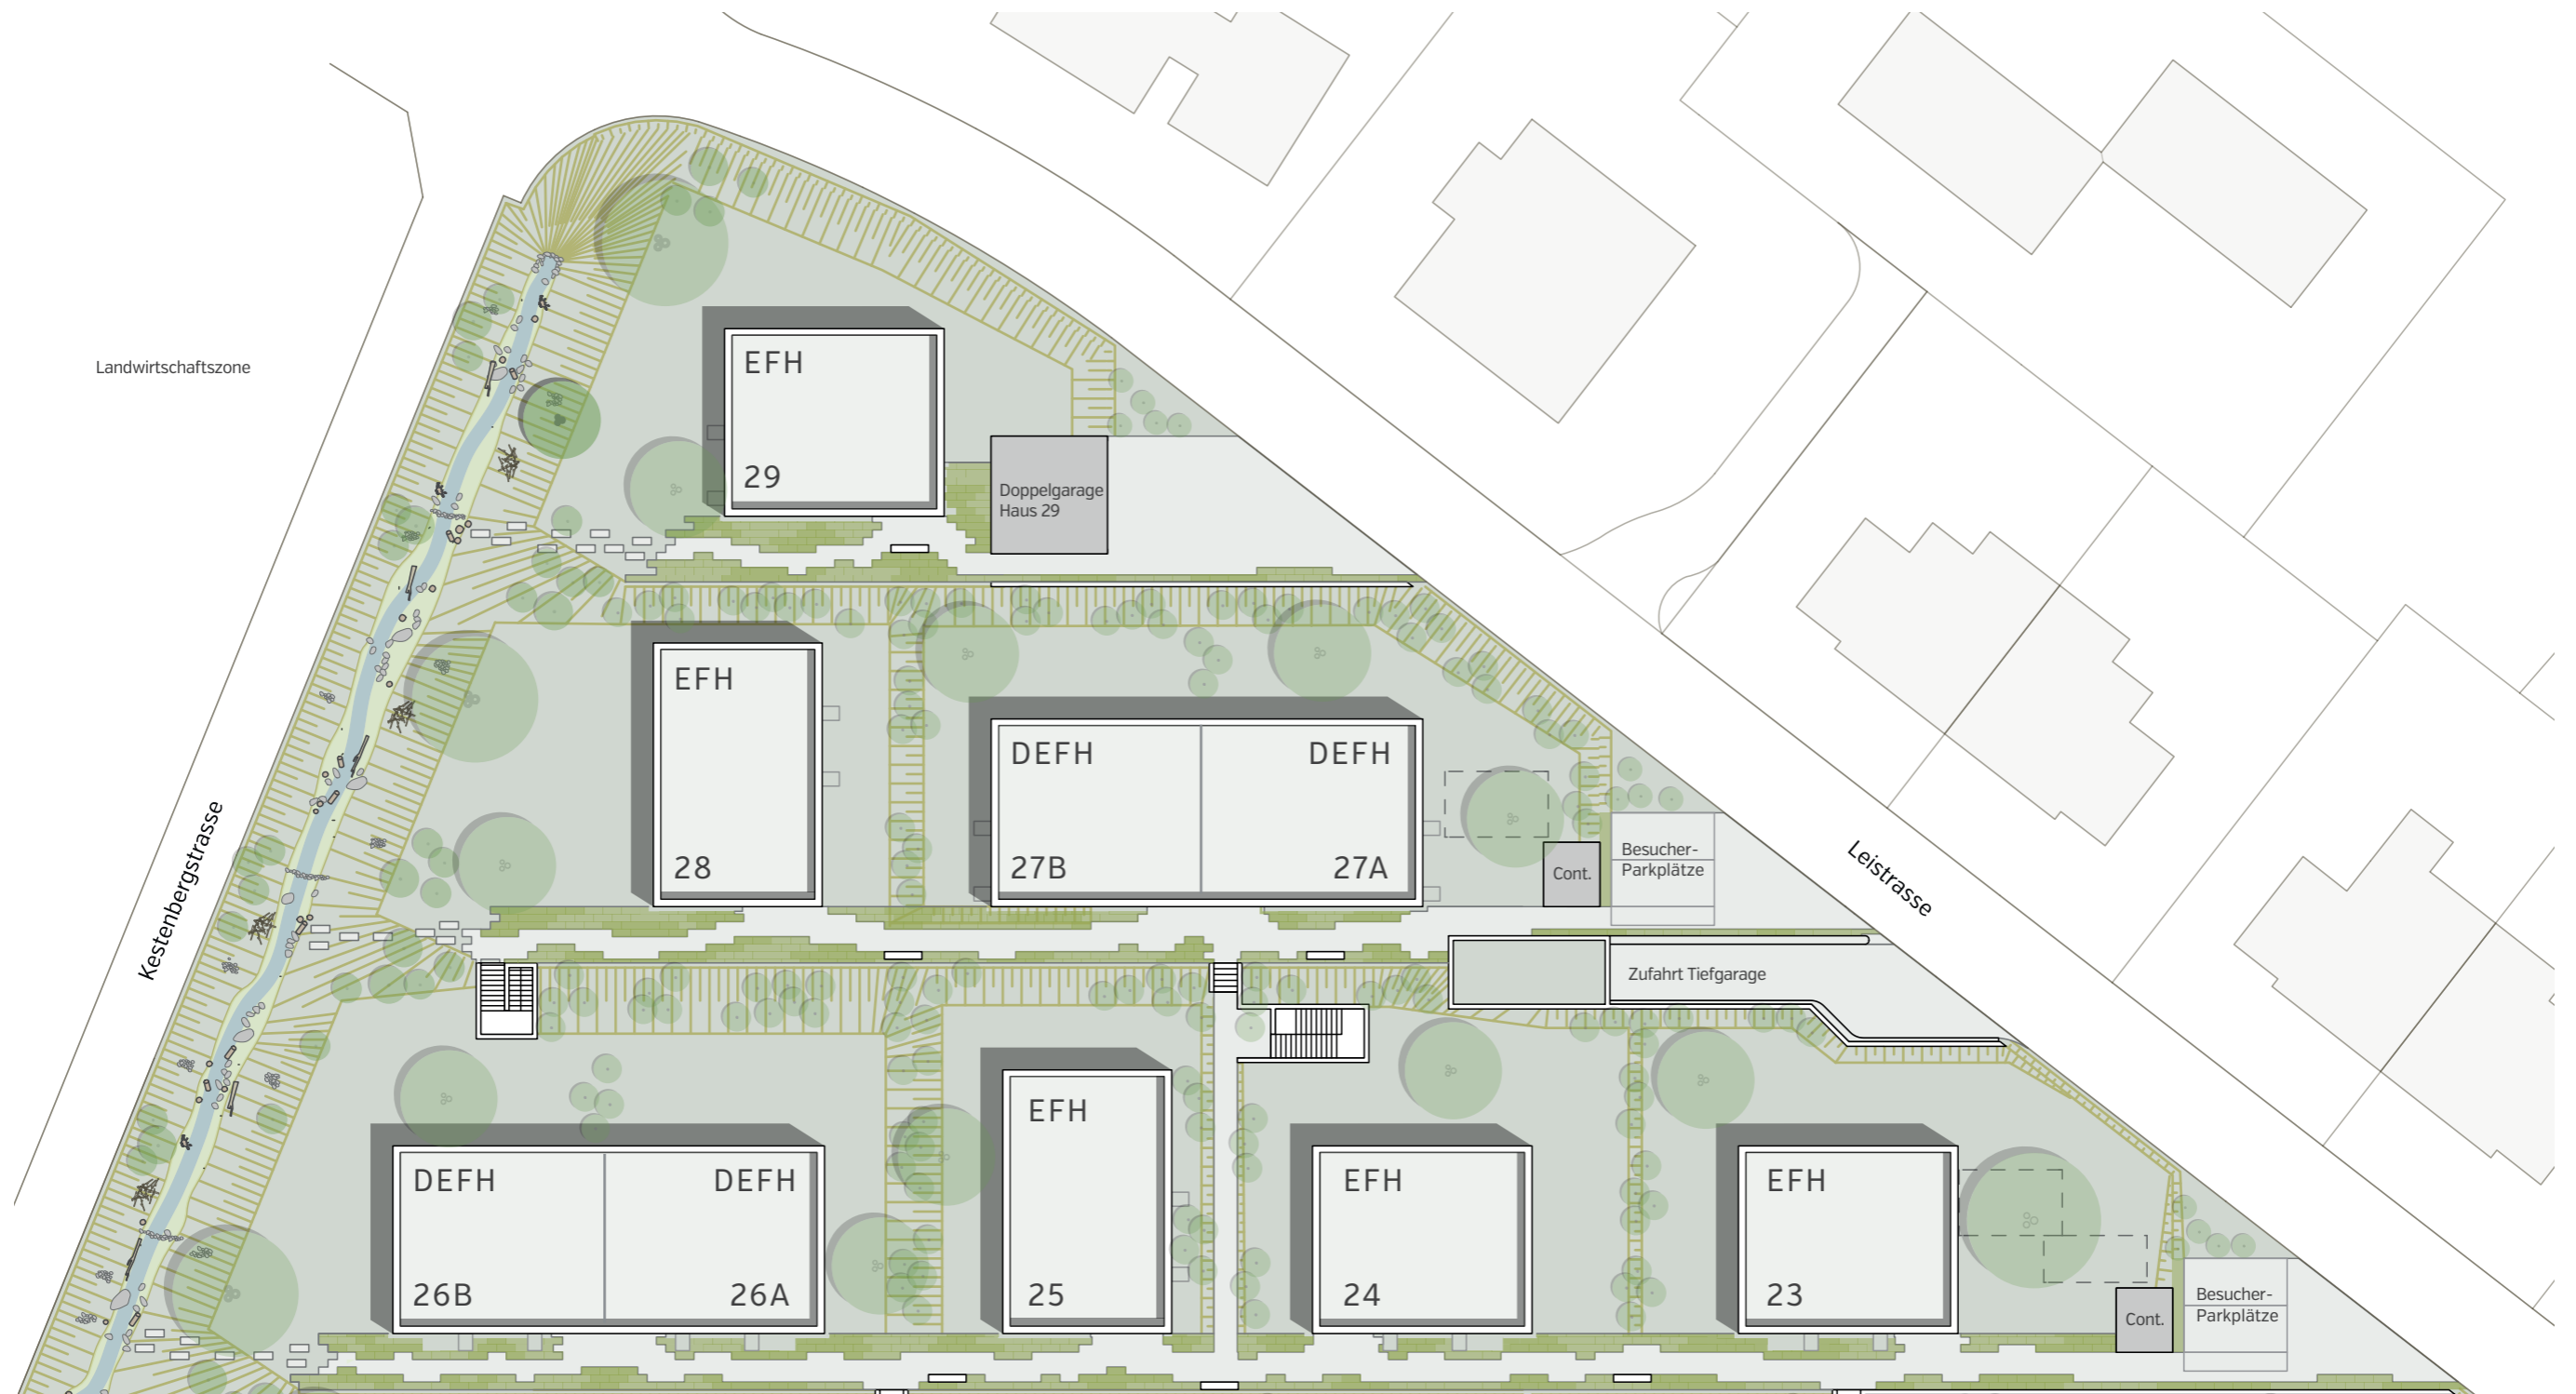 Landwirtschaftszone
EFH
29
Doppelgarage
Haus 29
EFH
28
DEFH
DEFH
27B
27A
Cont.
Besucher-
Parkplätze
Kestenbergstrasse
Leistrasse
Zufahrt Tiefgarage
DEFH
DEFH
26B
26A
EFH
25
EFH
24
EFH
23
Cont.
Besucher-
Parkplätze